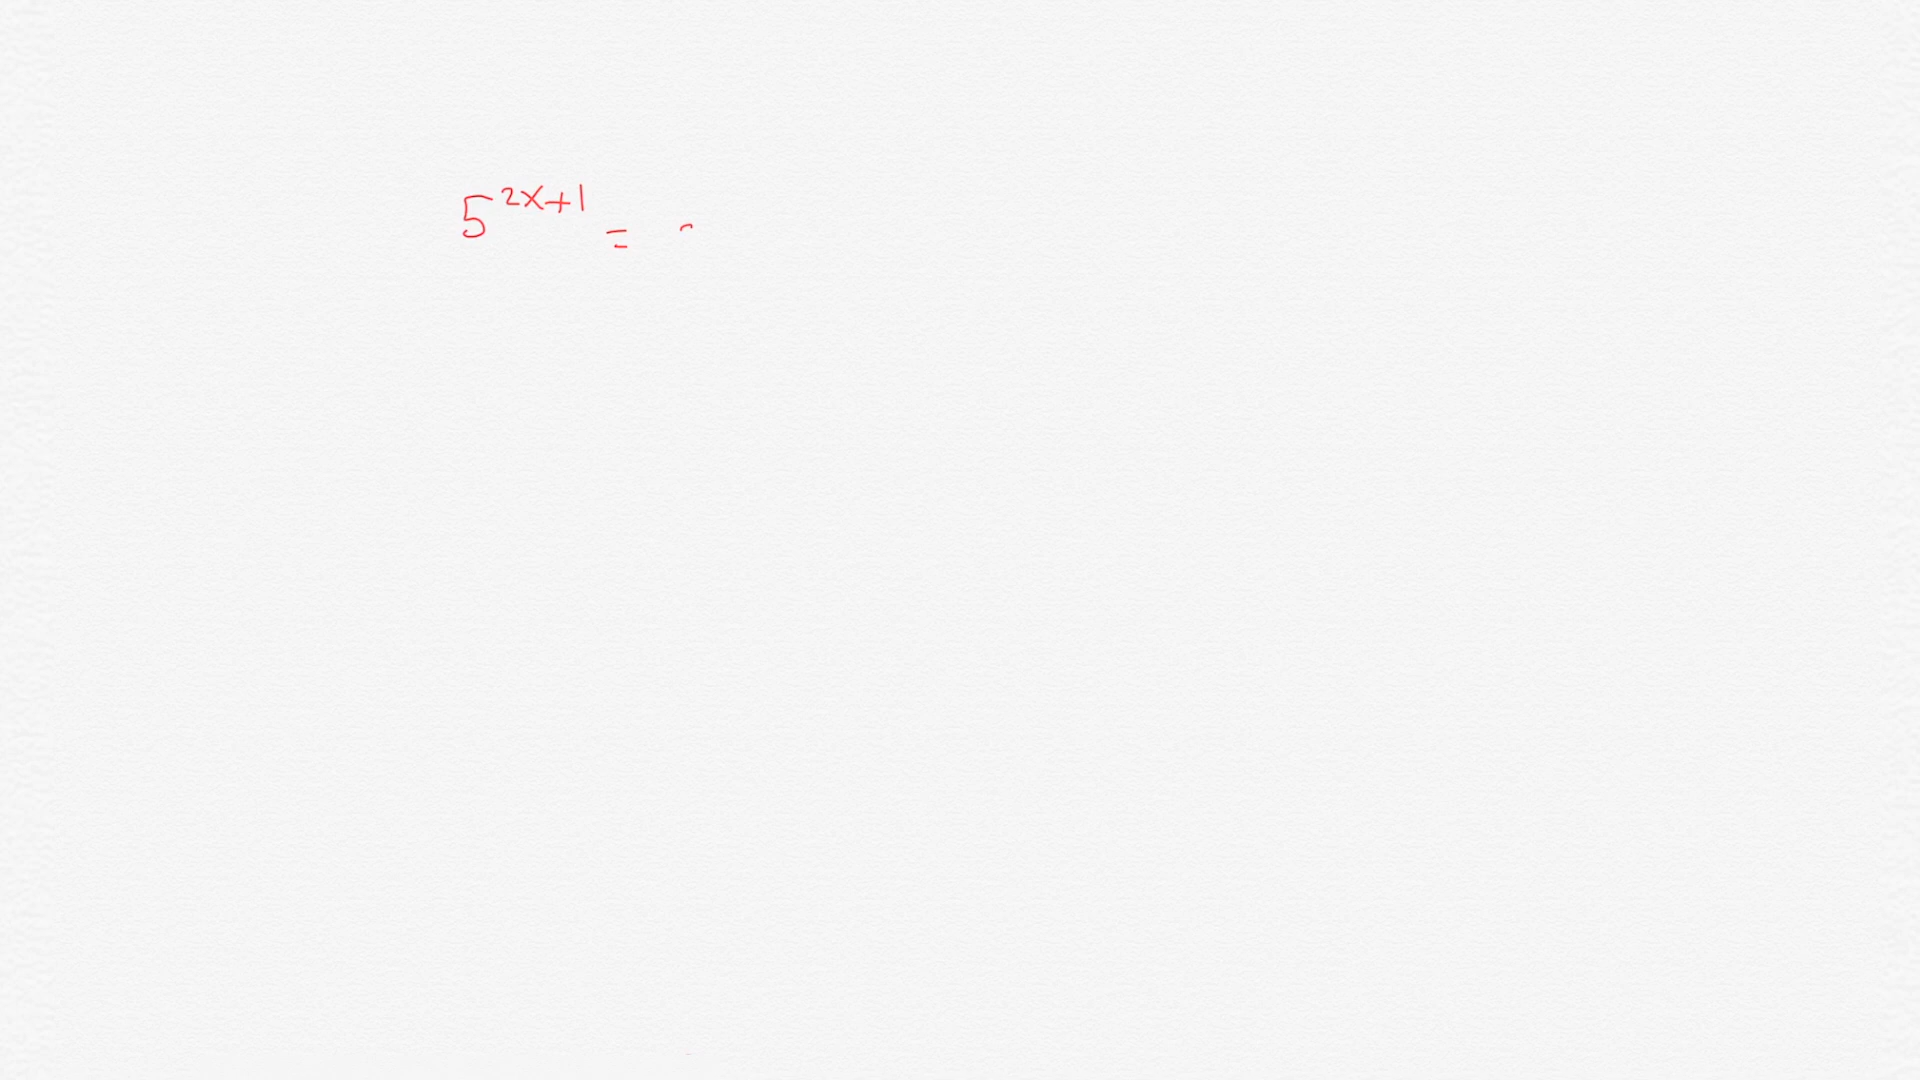 5^{2x+1} =